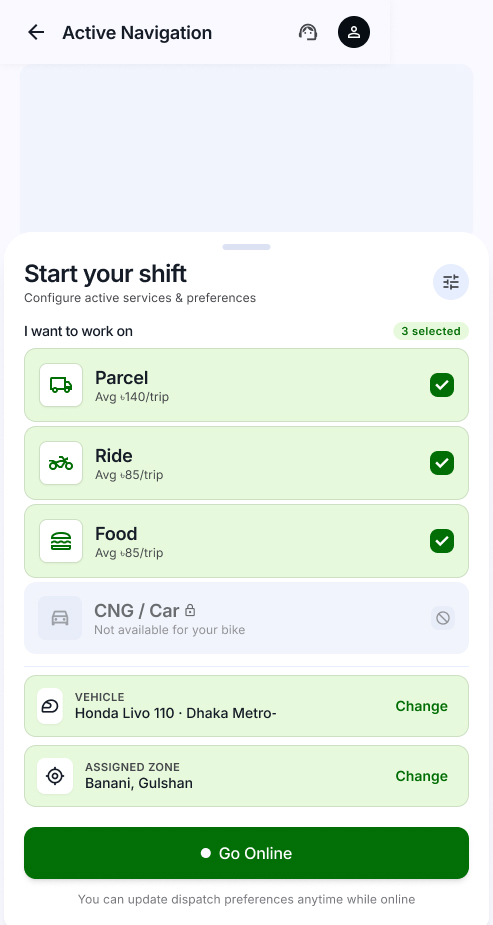 Active Navigation
Start your shift
Configure active services & preferences
I want to work on
3 selected
Parcel
Avg ৳140/trip
Ride
Avg ৳85/trip
Food
Avg ৳85/trip
CNG / Car
Not available for your bike
VEHICLE
Honda Livo 110 · Dhaka Metro-
Change
ASSIGNED ZONE
Banani, Gulshan
Change
Go Online
You can update dispatch preferences anytime while online